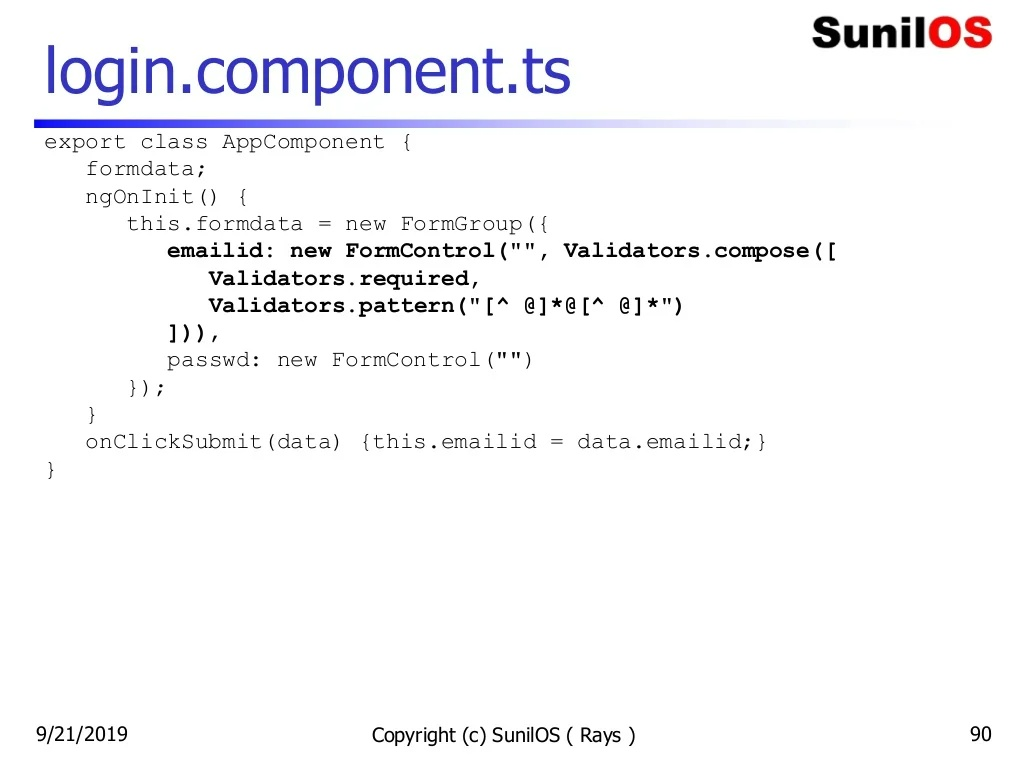 SunilOS
login.component.ts
export class AppComponent {
formdata;
ngOnInit() {
this.formdata = new FormGroup({
emailid: new FormControl("", Validators.compose([
Validators.required,
Validators.pattern("[^ @]*@[^ @]*")
])),
passwd: new FormControl("")
});
}
onClickSubmit(data) {this.emailid = data.emailid;}
}
9/21/2019
Copyright (c) SunilOS ( Rays )
90